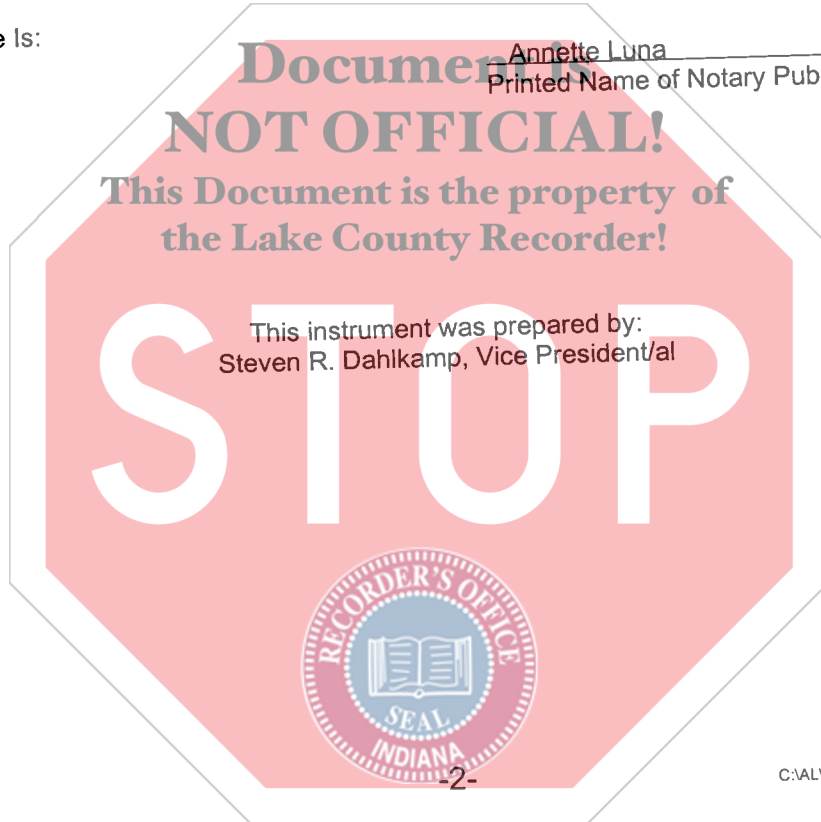 e Is:
Annette Luna
Printed Name of Notary Pub
Document is
NOT OFFICIAL!
This Document is the property of
the Lake County Recorder!
This instrument was prepared by:
Steven R. Dahlkamp, Vice President/al
STOP
RECORDER'S OFFICE
SEAL
INDIANA
-2-
C:\AL